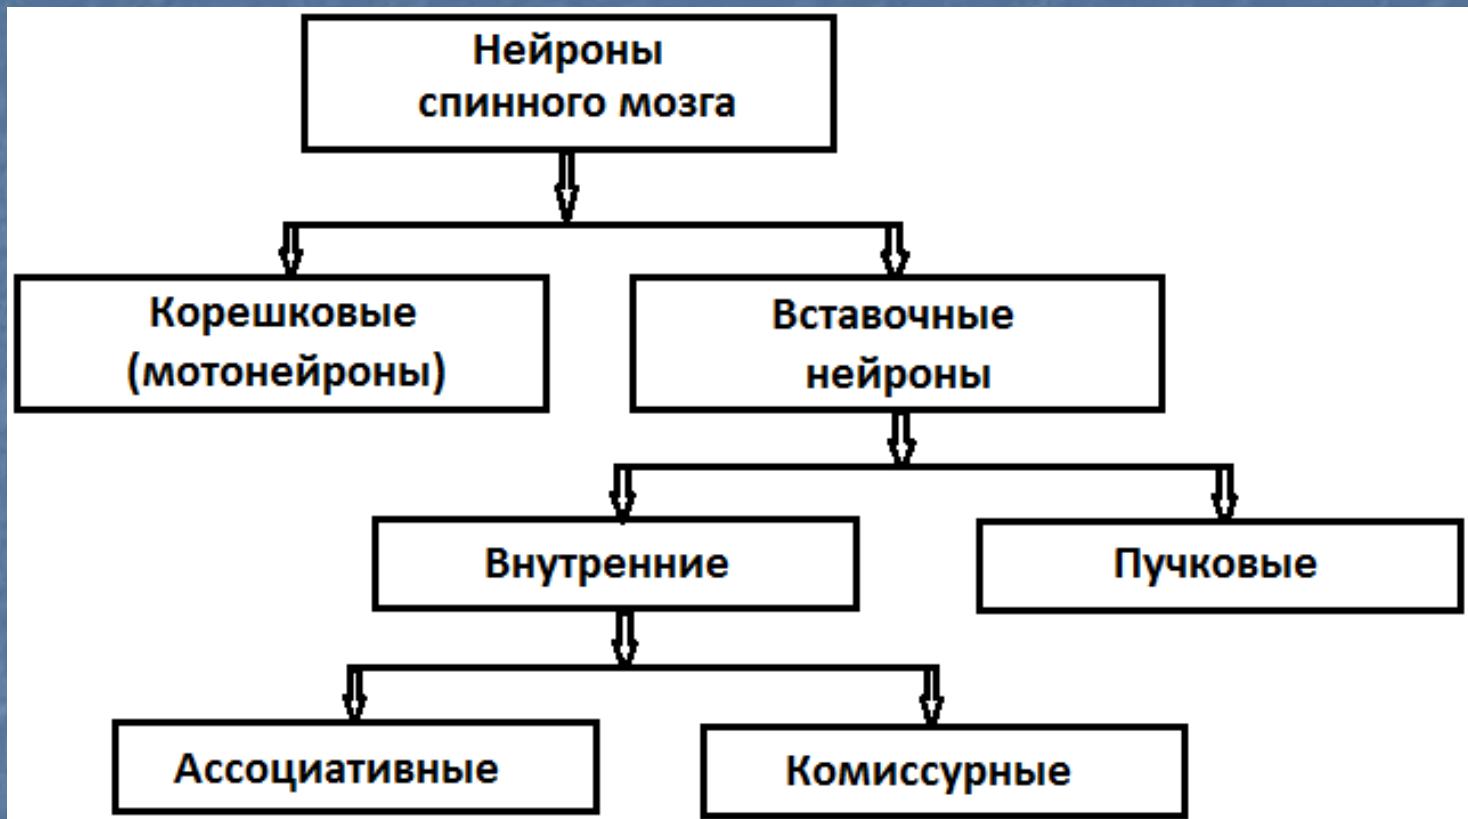 Нейроны
спинного мозга
Корешковые
(мотонейроны)
Вставочные
нейроны
Внутренние
Пучковые
Ассоциативные
Комиссурные